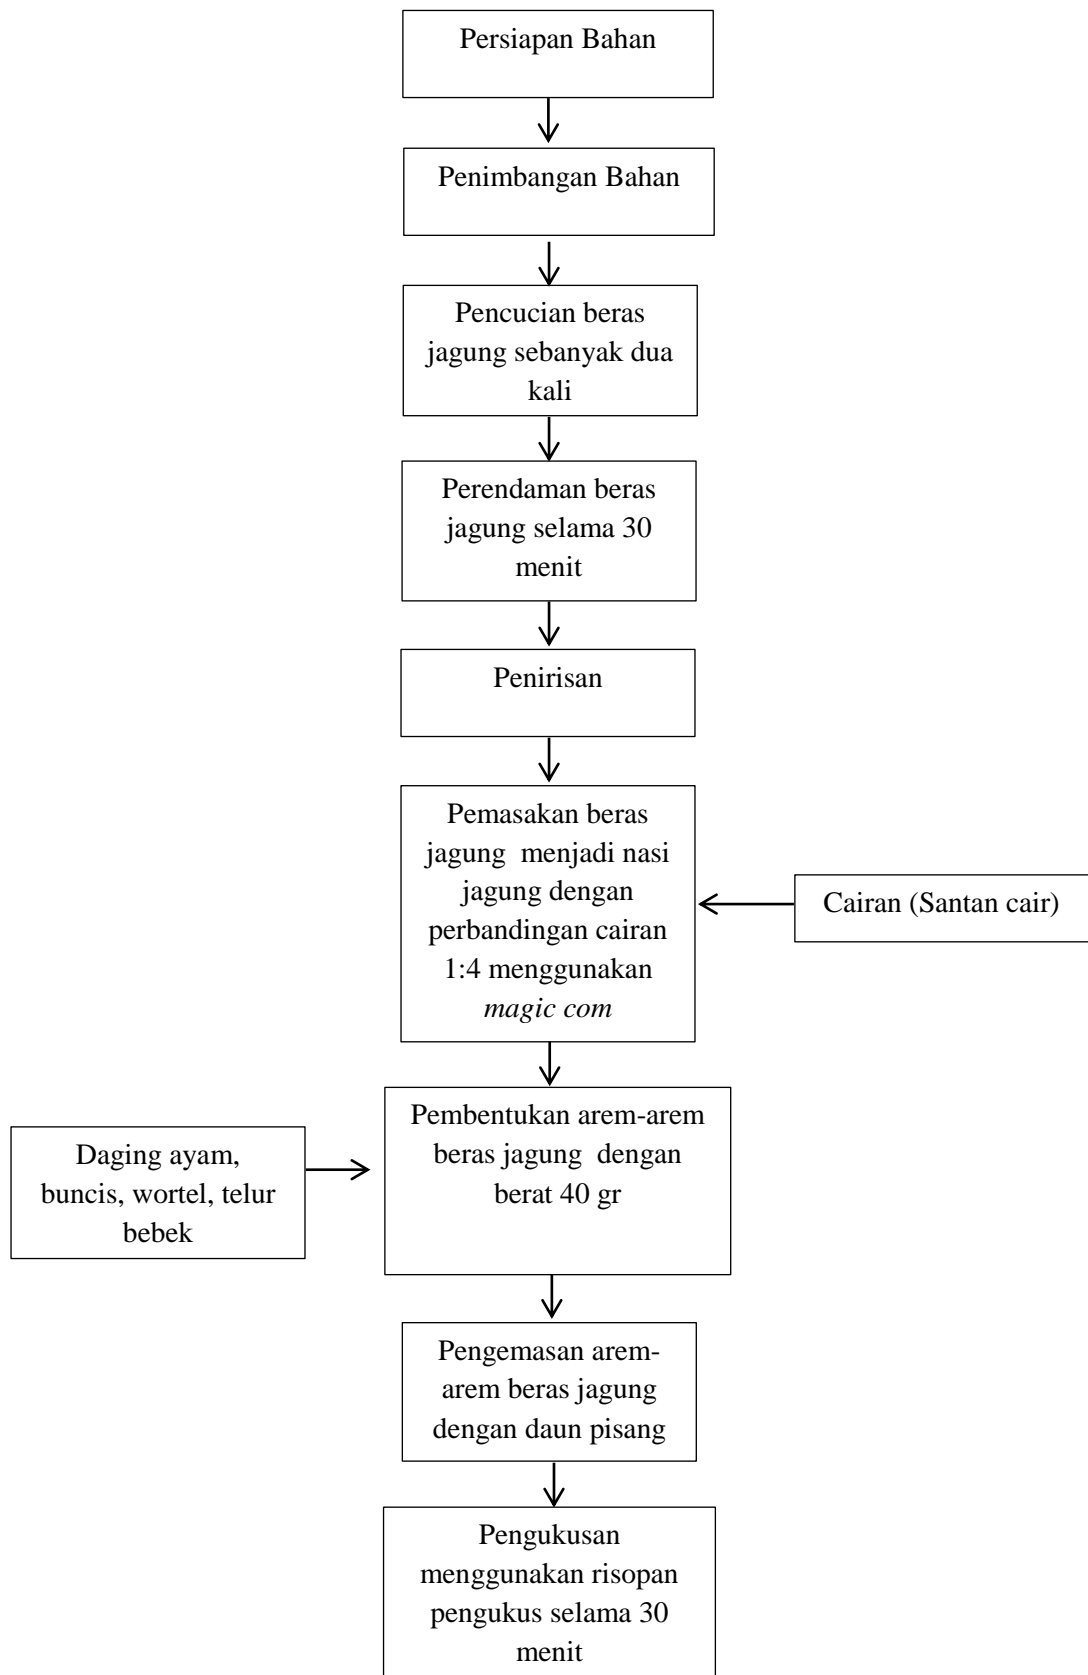 Persiapan Bahan
Penimbangan Bahan
Pencucian beras
jagung sebanyak dua
kali
Perendaman beras
jagung selama 30
menit
Penirisan
Pemasakan beras
jagung  menjadi nasi
jagung dengan
perbandingan cairan
1:4 menggunakan
magic com
Cairan (Santan cair)
Pembentukan arem-arem
beras jagung  dengan
berat 40 gr
Daging ayam,
buncis, wortel, telur
bebek
Pengemasan arem-
arem beras jagung
dengan daun pisang
Pengukusan
menggunakan risopan
pengukus selama 30
menit